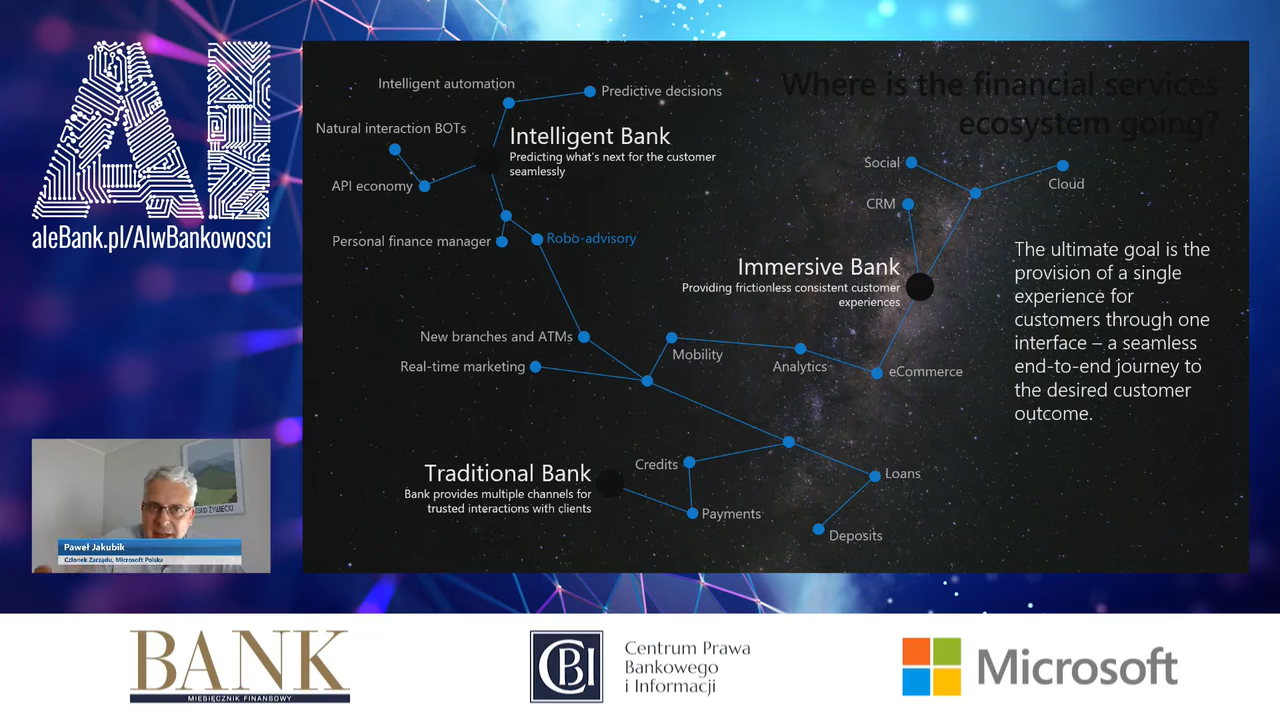 AI
aleBank.pl/AIwBankowosci
Where is the financial services
ecosystem going?
Intelligent automation
Predictive decisions
Natural interaction BOTs
Intelligent Bank
Predicting what's next for the customer
seamlessly
API economy
Personal finance manager
Robo-advisory
Social
Cloud
CRM
Immersive Bank
Providing frictionless consistent customer
experiences
The ultimate goal is the
provision of a single
experience for
customers through one
interface – a seamless
end-to-end journey to
the desired customer
outcome.
New branches and ATMs
Real-time marketing
Mobility
Analytics
eCommerce
Traditional Bank
Bank provides multiple channels for
trusted interactions with clients
Credits
Payments
Loans
Deposits
Paweł Jakubik
Członek Zarządu, Microsoft Polska
BANK
MIESIĘCZNIK FINANSOWY
CPBI
Centrum Prawa
Bankowego
i Informacji
Microsoft